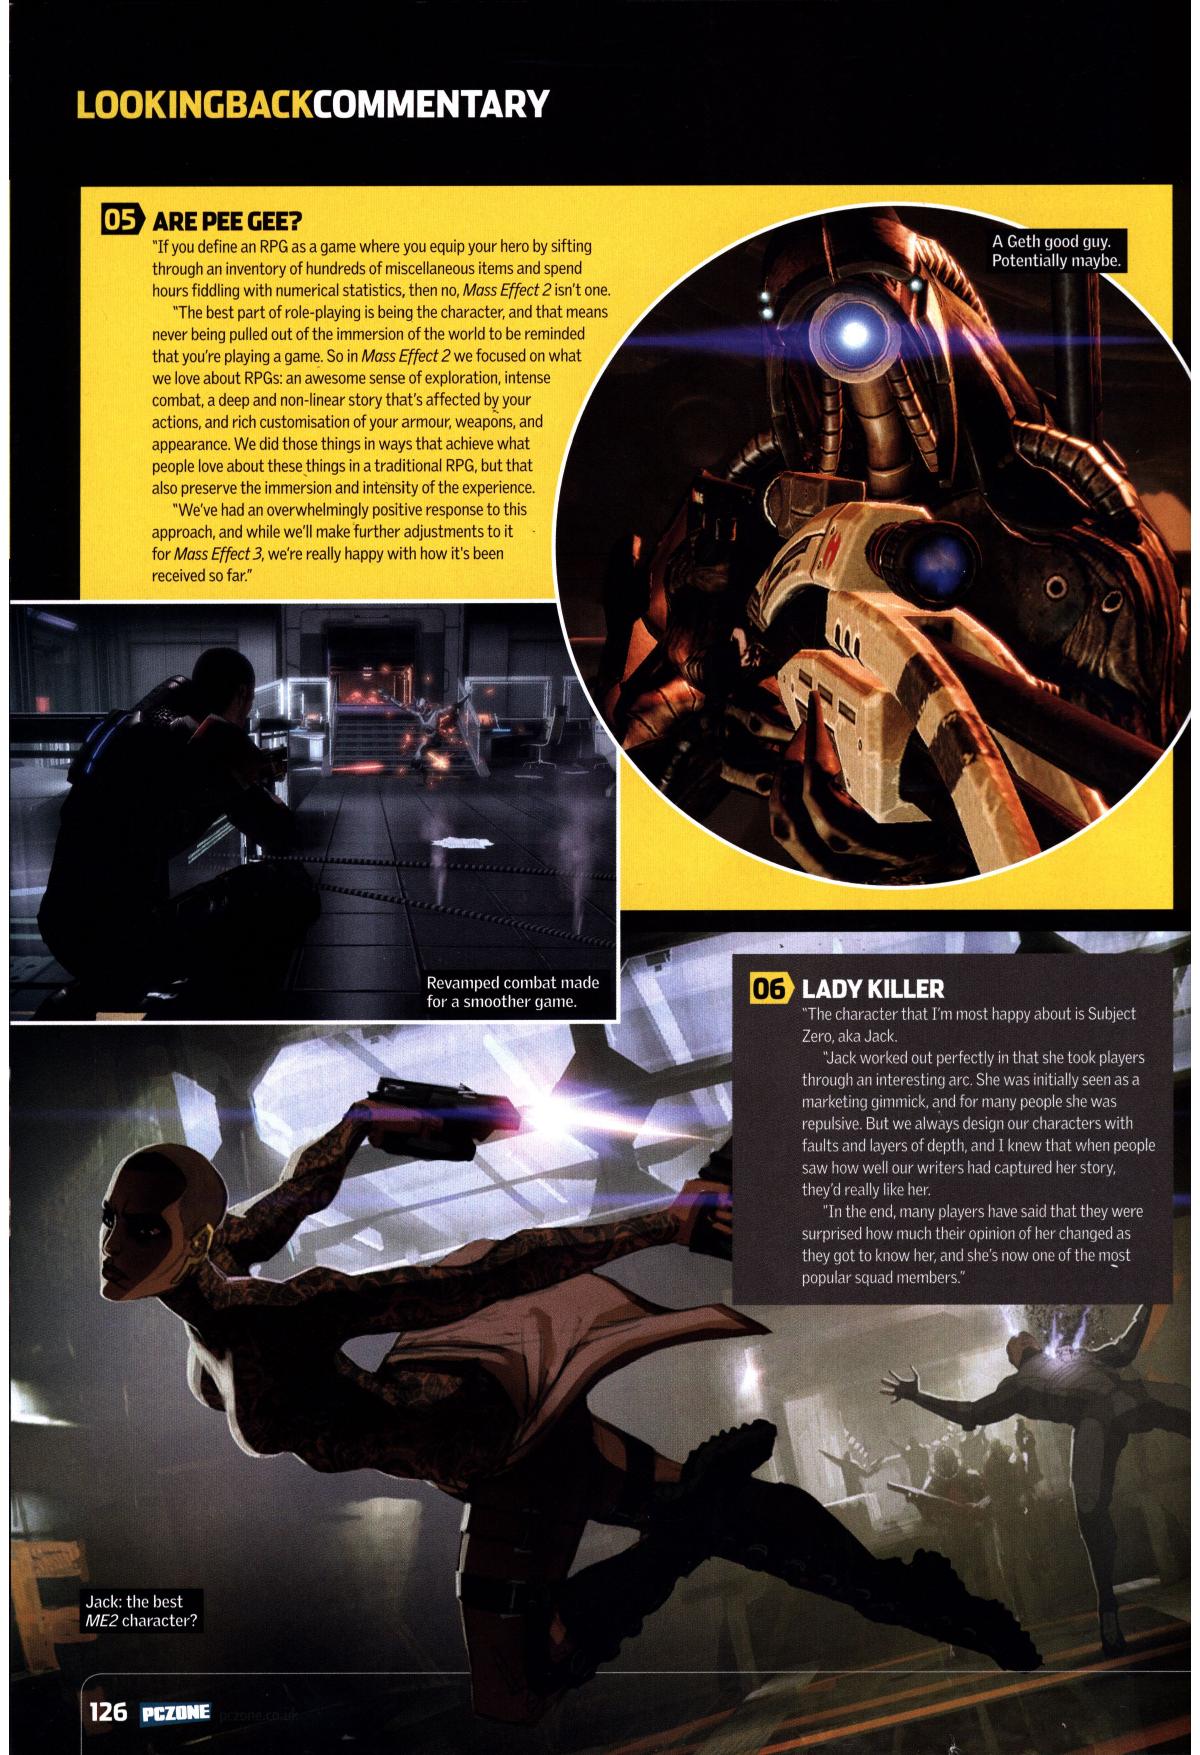 LOOKINGBACKCOMMENTARY
05 ARE PEE GEE?
"If you define an RPG as a game where you equip your hero by sifting
through an inventory of hundreds of miscellaneous items and spend
hours fiddling with numerical statistics, then no, Mass Effect 2 isn't one.
"The best part of role-playing is being the character, and that means
never being pulled out of the immersion of the world to be reminded
that you're playing a game. So in Mass Effect 2 we focused on what
we love about RPGs: an awesome sense of exploration, intense
combat, a deep and non-linear story that's affected by your
actions, and rich customisation of your armour, weapons, and
appearance. We did those things in ways that achieve what
people love about these things in a traditional RPG, but that
also preserve the immersion and intensity of the experience.
"We've had an overwhelmingly positive response to this
approach, and while we'll make further adjustments to it
for Mass Effect 3, we're really happy with how it's been
received so far."
A Geth good guy.
Potentially maybe.
Revamped combat made
for a smoother game.
06 LADY KILLER
"The character that I'm most happy about is Subject
Zero, aka Jack.
"Jack worked out perfectly in that she took players
through an interesting arc. She was initially seen as a
marketing gimmick, and for many people she was
repulsive. But we always design our characters with
faults and layers of depth, and I knew that when people
saw how well our writers had captured her story,
they'd really like her.
"In the end, many players have said that they were
surprised how much their opinion of her changed as
they got to know her, and she's now one of the most
popular squad members."
Jack: the best
ME2 character?
126 PCZONE pczone.co.uk